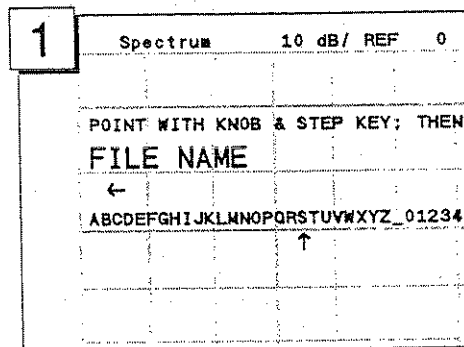 1
Spectrum 10 dB/ REF 0
POINT WITH KNOB & STEP KEY; THEN
FILE NAME
←
ABCDEFGHIJKLMNOPQRSTUVWXYZ_01234
↑